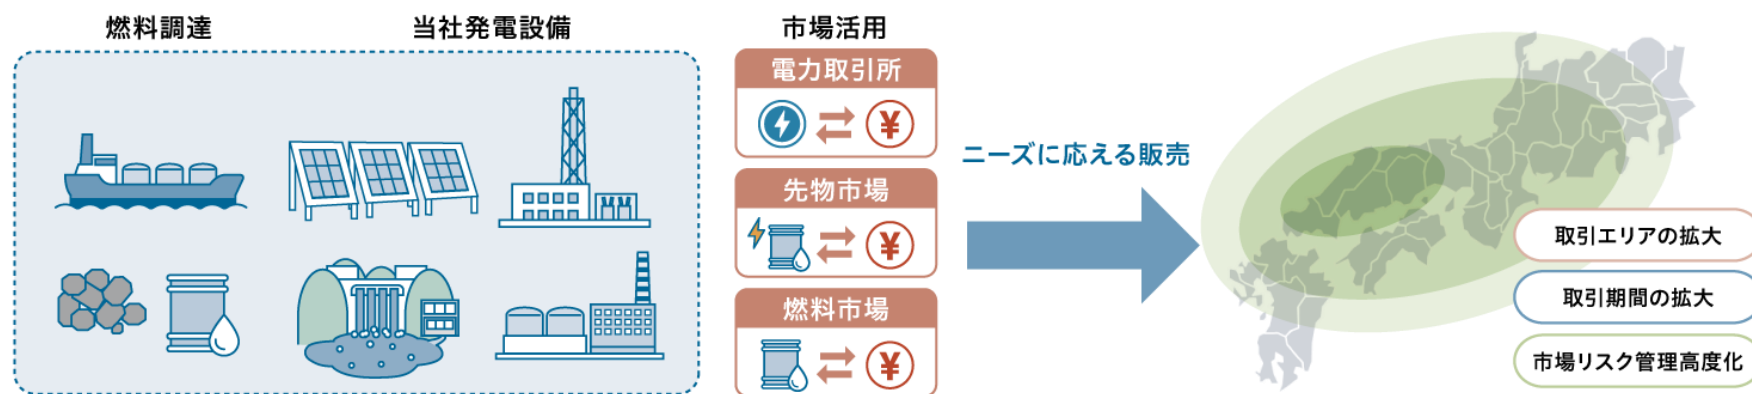 燃料調達
当社発電設備
市場活用
電力取引所
¥
先物市場
¥
燃料市場
¥
ニーズに応える販売
取引エリアの拡大
取引期間の拡大
市場リスク管理高度化